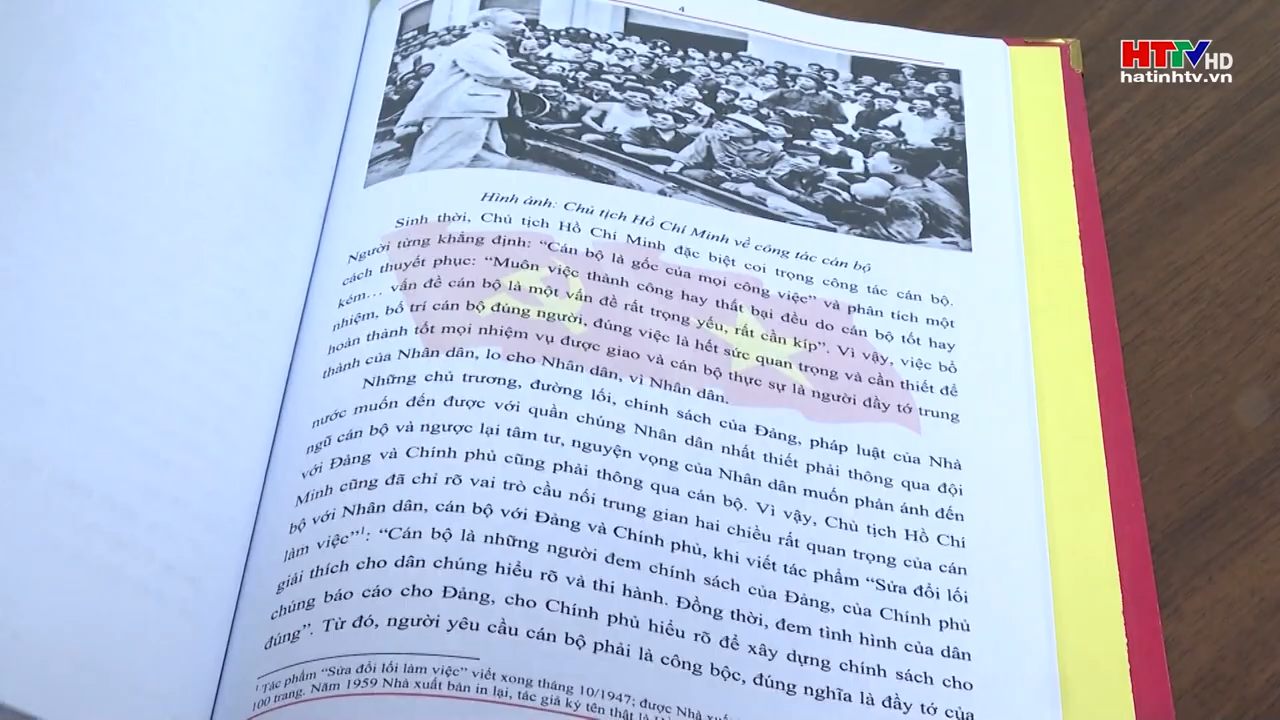 4
HTTV HD
hatinhtv.vn
Hình ảnh: Chủ tịch Hồ Chí Minh về công tác cán bộ
Sinh thời, Chủ tịch Hồ Chí Minh đặc biệt coi trọng công tác cán bộ.
Người từng khẳng định: “Cán bộ là gốc của mọi công việc” và phân tích một
cách thuyết phục: “Muôn việc thành công hay thất bại đều do cán bộ tốt hay
kém… vấn đề cán bộ là một vấn đề rất trọng yếu, rất cần kíp”. Vì vậy, việc bổ
nhiệm, bố trí cán bộ đúng người, đúng việc là hết sức quan trọng và cần thiết để
hoàn thành tốt mọi nhiệm vụ được giao và cán bộ thực sự là người đầy tớ trung
thành của Nhân dân, lo cho Nhân dân, vì Nhân dân.
Những chủ trương, đường lối, chính sách của Đảng, pháp luật của Nhà
nước muốn đến được với quần chúng Nhân dân nhất thiết phải thông qua đội
ngũ cán bộ và ngược lại tâm tư, nguyện vọng của Nhân dân muốn phản ánh đến
với Đảng và Chính phủ cũng phải thông qua cán bộ. Vì vậy, Chủ tịch Hồ Chí
Minh cũng đã chỉ rõ vai trò cầu nối trung gian hai chiều rất quan trọng của cán
bộ với Nhân dân, cán bộ với Đảng và Chính phủ, khi viết tác phẩm “Sửa đổi lối
làm việc”¹: “Cán bộ là những người đem chính sách của Đảng, của Chính phủ
giải thích cho dân chúng hiểu rõ và thi hành. Đồng thời, đem tình hình của dân
chúng báo cáo cho Đảng, cho Chính phủ hiểu rõ để xây dựng chính sách cho
đúng”. Từ đó, người yêu cầu cán bộ phải là công bộc, đúng nghĩa là đầy tớ của
¹ Tác phẩm “Sửa đổi lối làm việc” viết xong tháng 10/1947; được Nhà
100 trang. Năm 1959 Nhà xuất bản in lại, tác giả ký tên thật là